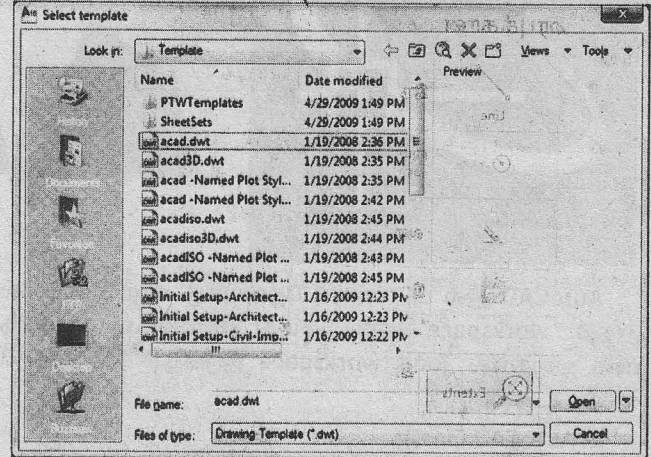 Select template
Look in: Template Views Tools
Name Date modified Preview
PTWTemplates 4/29/2009 1:49 PM
SheetSets 4/29/2009 1:49 PM
acad.dwt 1/19/2008 2:36 PM
acad3D.dwt 1/19/2008 2:35 PM
acad -Named Plot Styl... 1/19/2008 2:35 PM
acad -Named Plot Styl... 1/19/2008 2:42 PM
acadiso.dwt 1/19/2008 2:45 PM
acadiso3D.dwt 1/19/2008 2:44 PM
acadISO -Named Plot ... 1/19/2008 2:43 PM
acadISO -Named Plot ... 1/19/2008 2:45 PM
Initial Setup-Architect... 1/16/2009 12:23 PM
Initial Setup-Architect... 1/16/2009 12:23 PM
Initial Setup-Civil-Imp... 1/16/2009 12:22 PM
Documents
Desktop
File name: acad.dwt Open
Files of type: Drawing Template (*.dwt) Cancel